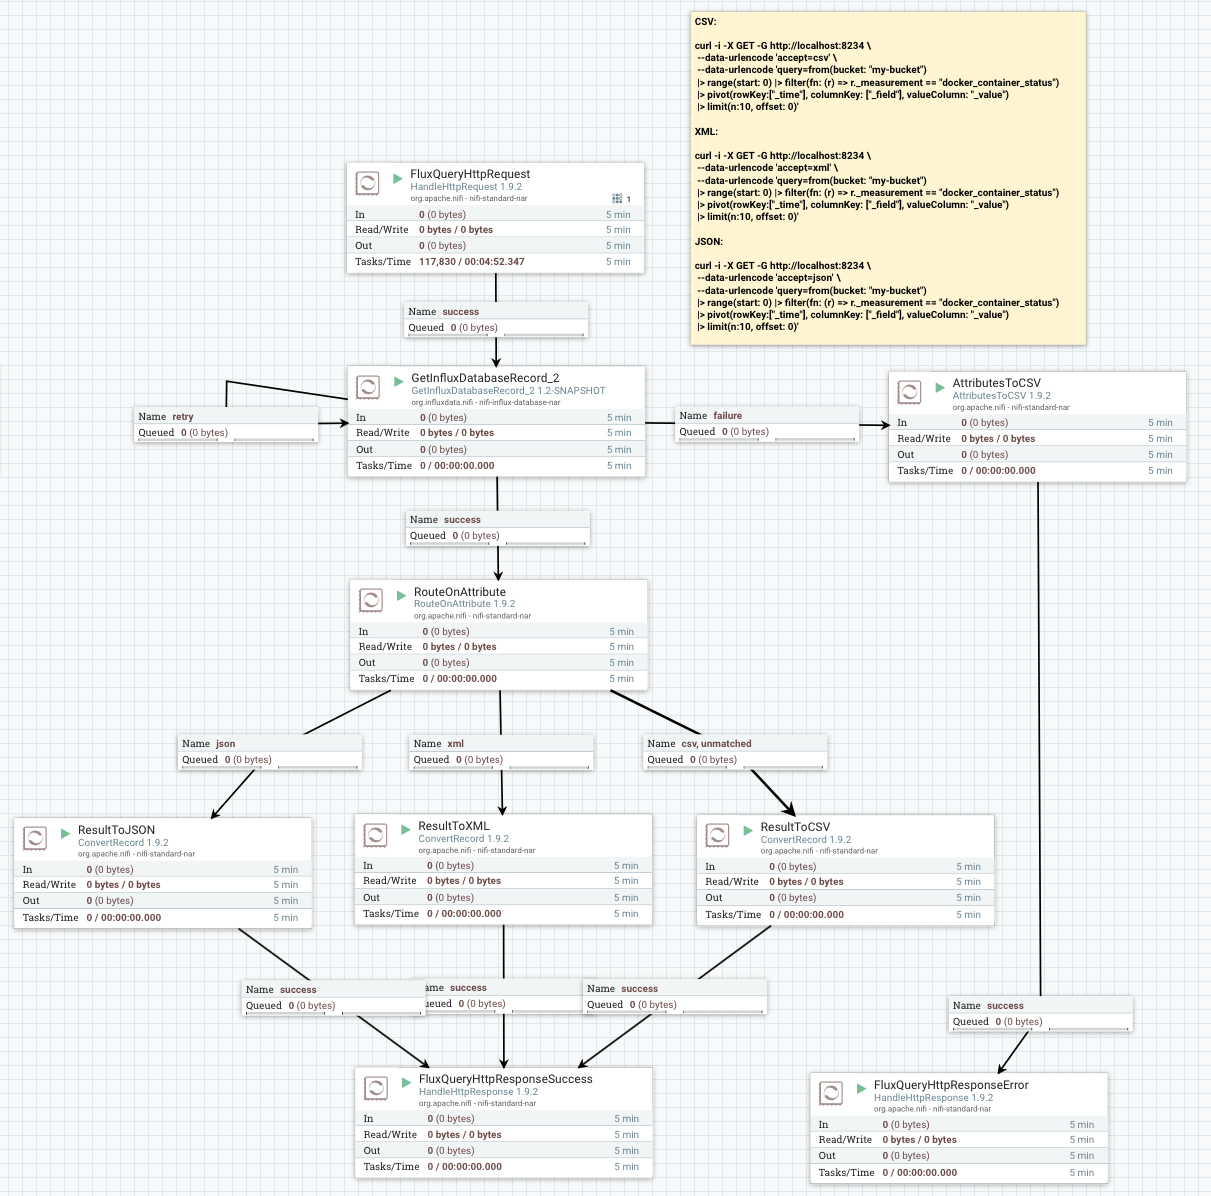 CSV:
curl -i -X GET -G http://localhost:8234 \
--data-urlencode 'accept=csv' \
--data-urlencode 'query=from(bucket: "my-bucket")
|> range(start: 0) |> filter(fn: (r) => r._measurement == "docker_container_status")
|> pivot(rowKey:["_time"], columnKey: ["_field"], valueColumn: "_value")
|> limit(n:10, offset: 0)'
XML:
curl -i -X GET -G http://localhost:8234 \
--data-urlencode 'accept=xml' \
--data-urlencode 'query=from(bucket: "my-bucket")
|> range(start: 0) |> filter(fn: (r) => r._measurement == "docker_container_status")
|> pivot(rowKey:["_time"], columnKey: ["_field"], valueColumn: "_value")
|> limit(n:10, offset: 0)'
JSON:
curl -i -X GET -G http://localhost:8234 \
--data-urlencode 'accept=json' \
--data-urlencode 'query=from(bucket: "my-bucket")
|> range(start: 0) |> filter(fn: (r) => r._measurement == "docker_container_status")
|> pivot(rowKey:["_time"], columnKey: ["_field"], valueColumn: "_value")
|> limit(n:10, offset: 0)'
FluxQueryHttpRequest
HandleHttpRequest 1.9.2
org.apache.nifi - nifi-standard-nar
1
In 0 (0 bytes) 5 min
Read/Write 0 bytes / 0 bytes 5 min
Out 0 (0 bytes) 5 min
Tasks/Time 117,830 / 00:04:52.347 5 min
Name success
Queued 0 (0 bytes)
GetInfluxDatabaseRecord_2
GetInfluxDatabaseRecord_2 1.2-SNAPSHOT
org.influxdata.nifi - nifi-influx-database-nar
In 0 (0 bytes) 5 min
Read/Write 0 bytes / 0 bytes 5 min
Out 0 (0 bytes) 5 min
Tasks/Time 0 / 00:00:00.000 5 min
Name retry
Queued 0 (0 bytes)
Name failure
Queued 0 (0 bytes)
AttributesToCSV
AttributesToCSV 1.9.2
org.apache.nifi - nifi-standard-nar
In 0 (0 bytes) 5 min
Read/Write 0 bytes / 0 bytes 5 min
Out 0 (0 bytes) 5 min
Tasks/Time 0 / 00:00:00.000 5 min
Name success
Queued 0 (0 bytes)
RouteOnAttribute
RouteOnAttribute 1.9.2
org.apache.nifi - nifi-standard-nar
In 0 (0 bytes) 5 min
Read/Write 0 bytes / 0 bytes 5 min
Out 0 (0 bytes) 5 min
Tasks/Time 0 / 00:00:00.000 5 min
Name json
Queued 0 (0 bytes)
Name xml
Queued 0 (0 bytes)
Name csv, unmatched
Queued 0 (0 bytes)
ResultToJSON
ConvertRecord 1.9.2
org.apache.nifi - nifi-standard-nar
In 0 (0 bytes) 5 min
Read/Write 0 bytes / 0 bytes 5 min
Out 0 (0 bytes) 5 min
Tasks/Time 0 / 00:00:00.000 5 min
ResultToXML
ConvertRecord 1.9.2
org.apache.nifi - nifi-standard-nar
In 0 (0 bytes) 5 min
Read/Write 0 bytes / 0 bytes 5 min
Out 0 (0 bytes) 5 min
Tasks/Time 0 / 00:00:00.000 5 min
ResultToCSV
ConvertRecord 1.9.2
org.apache.nifi - nifi-standard-nar
In 0 (0 bytes) 5 min
Read/Write 0 bytes / 0 bytes 5 min
Out 0 (0 bytes) 5 min
Tasks/Time 0 / 00:00:00.000 5 min
Name success
Queued 0 (0 bytes)
ame success
ueued 0 (0 bytes)
Name success
Queued 0 (0 bytes)
Name success
Queued 0 (0 bytes)
FluxQueryHttpResponseSuccess
HandleHttpResponse 1.9.2
org.apache.nifi - nifi-standard-nar
In 0 (0 bytes) 5 min
Read/Write 0 bytes / 0 bytes 5 min
Out 0 (0 bytes) 5 min
Tasks/Time 0 / 00:00:00.000 5 min
FluxQueryHttpResponseError
HandleHttpResponse 1.9.2
org.apache.nifi - nifi-standard-nar
In 0 (0 bytes) 5 min
Read/Write 0 bytes / 0 bytes 5 min
Out 0 (0 bytes) 5 min
Tasks/Time 0 / 00:00:00.000 5 min